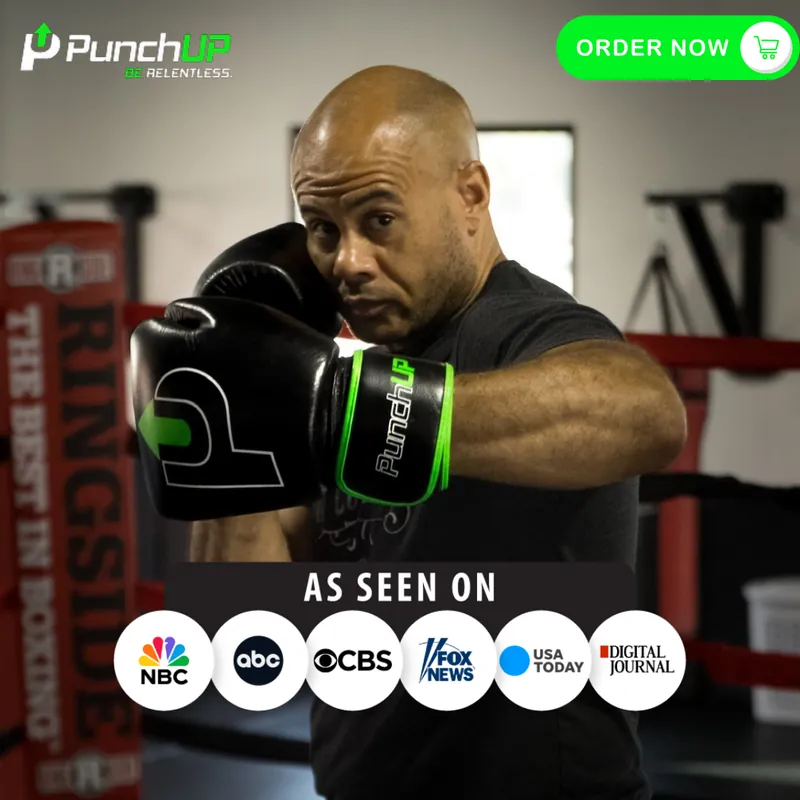 PunchUP
BE RELENTLESS.
ORDER NOW
PunchUP
RINGSIDE
THE BEST IN BOXING
AS SEEN ON
NBC
abc
CBS
FOX
NEWS
USA
TODAY
DIGITAL
JOURNAL